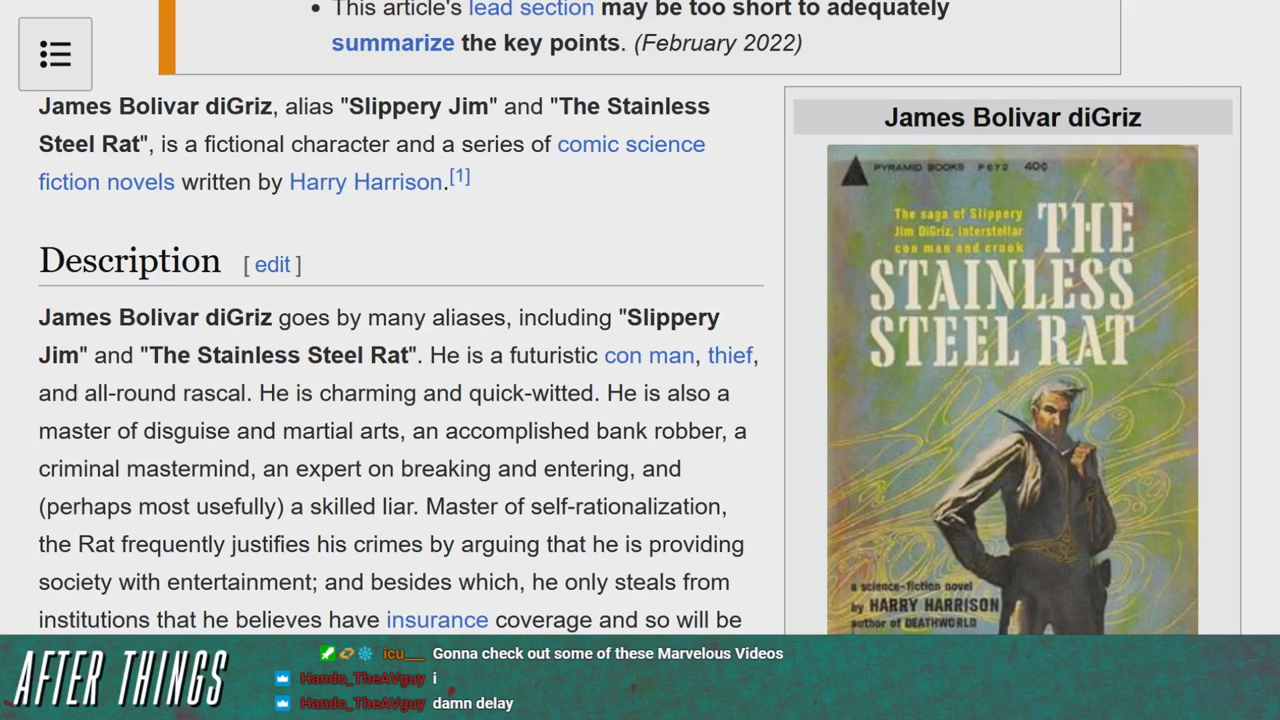 • This article's lead section may be too short to adequately
summarize the key points. (February 2022)
James Bolivar diGriz, alias "Slippery Jim" and "The Stainless
Steel Rat", is a fictional character and a series of comic science
fiction novels written by Harry Harrison.[1]
Description [ edit ]
James Bolivar diGriz goes by many aliases, including "Slippery
Jim" and "The Stainless Steel Rat". He is a futuristic con man, thief,
and all-round rascal. He is charming and quick-witted. He is also a
master of disguise and martial arts, an accomplished bank robber, a
criminal mastermind, an expert on breaking and entering, and
(perhaps most usefully) a skilled liar. Master of self-rationalization,
the Rat frequently justifies his crimes by arguing that he is providing
society with entertainment; and besides which, he only steals from
institutions that he believes have insurance coverage and so will be
James Bolivar diGriz
PYRAMID BOOKS F 672 40¢
The saga of Slippery
Jim DiGriz, interstellar
con man and crook
THE
STAINLESS
STEEL RAT
a science-fiction novel
by HARRY HARRISON
author of DEATHWORLD
AFTER THINGS
icu__ Gonna check out some of these Marvelous Videos
Hando_TheAVguy i
Hando_TheAVguy damn delay